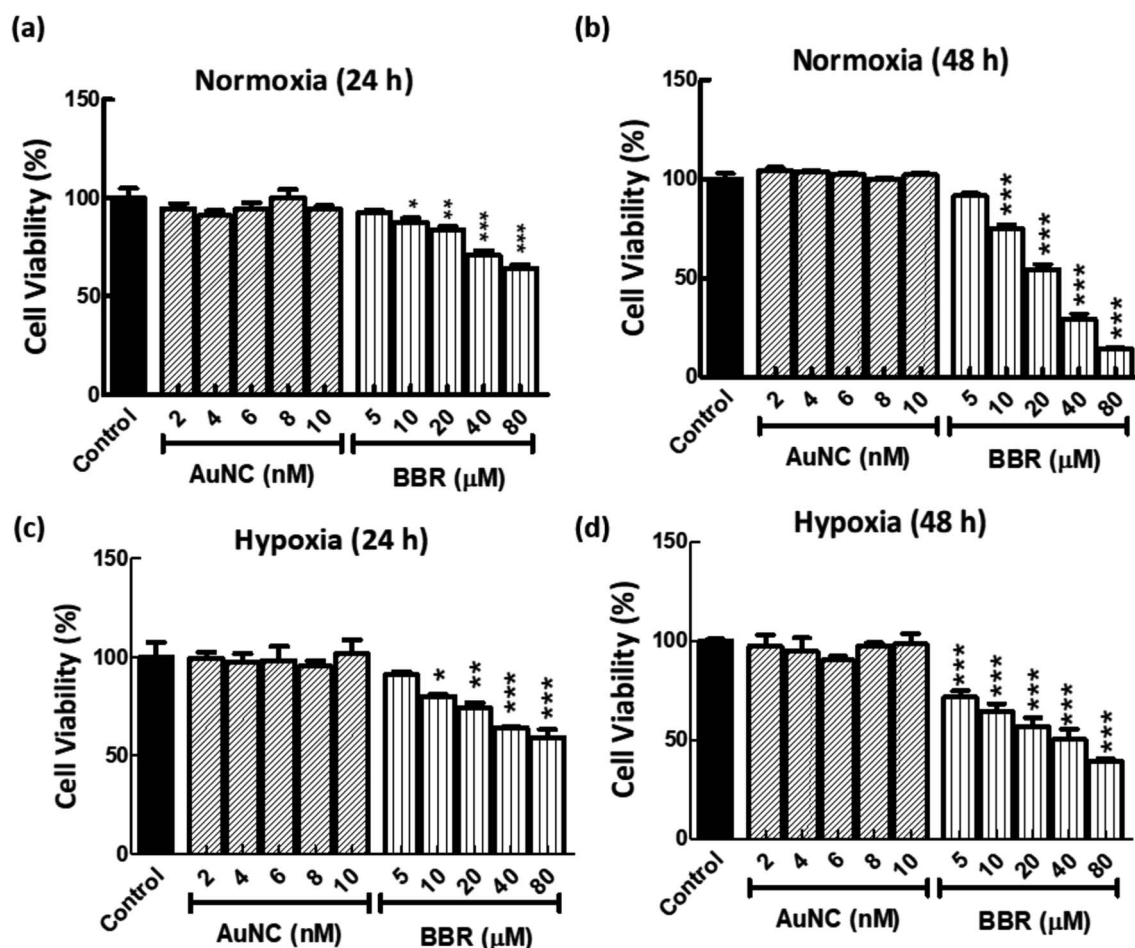 (a)
Normoxia (24 h)
Cell Viability (%)
150
100
50
0
* ** *** ***
Control 2 4 6 8 10 5 10 20 40 80
AuNC (nM) BBR (μM)
(b)
Normoxia (48 h)
Cell Viability (%)
150
100
50
0
*** *** *** ***
Control 2 4 6 8 10 5 10 20 40 80
AuNC (nM) BBR (μM)
(c)
Hypoxia (24 h)
Cell Viability (%)
150
100
50
0
* ** *** ***
Control 2 4 6 8 10 5 10 20 40 80
AuNC (nM) BBR (μM)
(d)
Hypoxia (48 h)
Cell Viability (%)
150
100
50
0
*** *** *** *** ***
Control 2 4 6 8 10 5 10 20 40 80
AuNC (nM) BBR (μM)